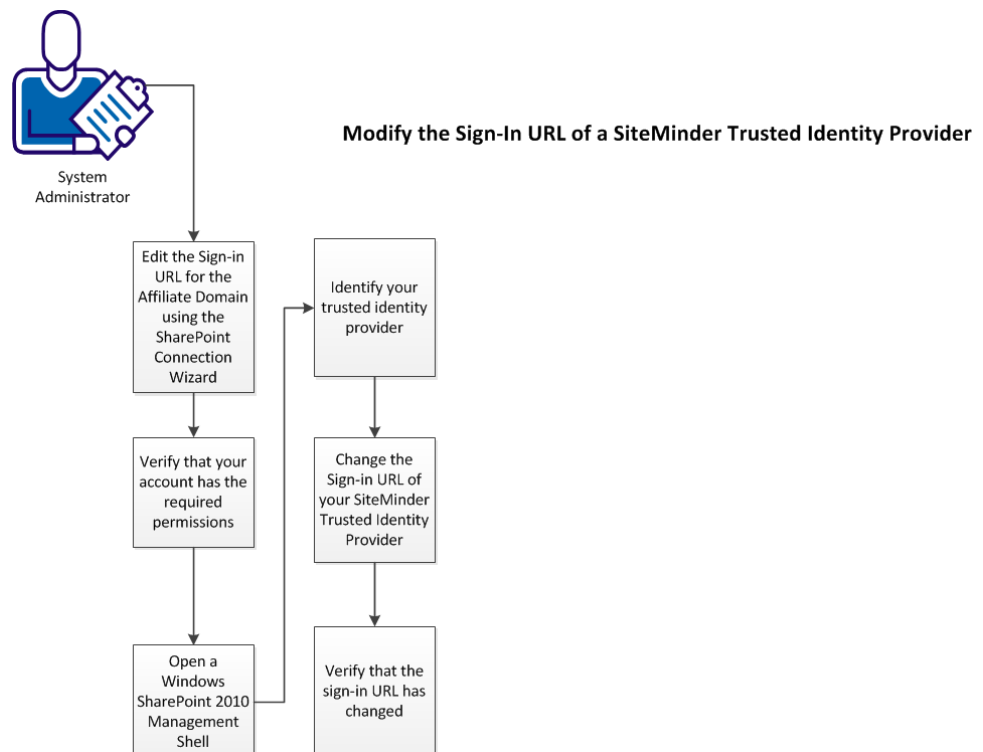 Modify the Sign-In URL of a SiteMinder Trusted Identity Provider
System
Administrator
Edit the Sign-in
URL for the
Affiliate Domain
using the
SharePoint
Connection
Wizard
Verify that your
account has the
required
permissions
Open a
Windows
SharePoint 2010
Management
Shell
Identify your
trusted identity
provider
Change the
Sign-in URL of
your SiteMinder
Trusted Identity
Provider
Verify that the
sign-in URL has
changed